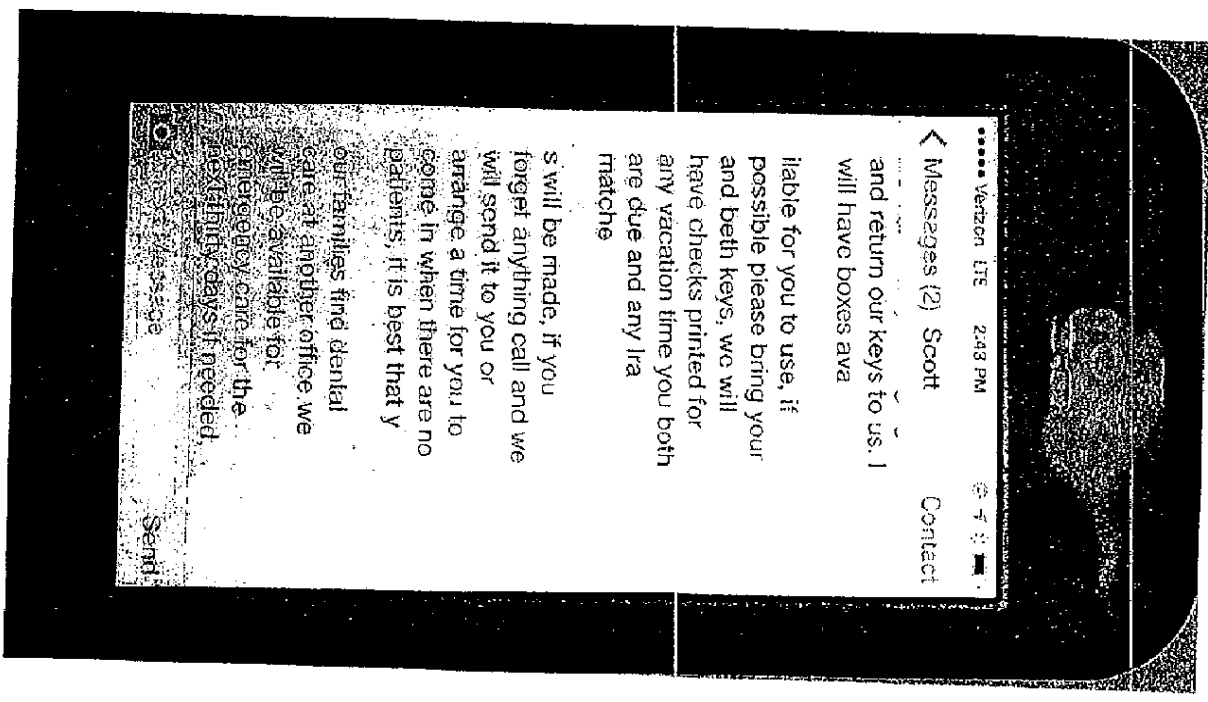 Verizon LTE 2:43 PM
Messages (2) Scott Contact
and return our keys to us. I
will have boxes ava
ilable for you to use, if
possible please bring your
and beth keys, we will
have checks printed for
any vacation time you both
are due and any Ira
matche
s will be made, if you
forget anything call and we
will send it to you or
arrange a time for you to
come in when there are no
patients, it is best that y
our families find dental
care at another office we
will be available for
emergency care for the
next thirty days if needed,
Message Send